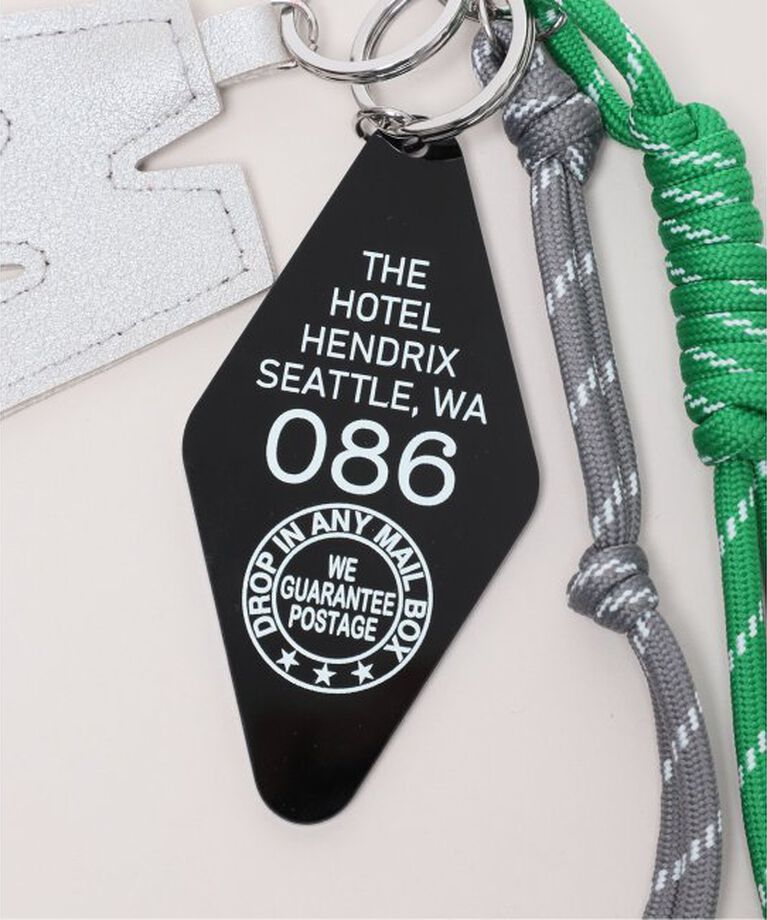 THE
HOTEL
HENDRIX
SEATTLE, WA
086
DROP IN ANY MAIL BOX
WE
GUARANTEE
POSTAGE